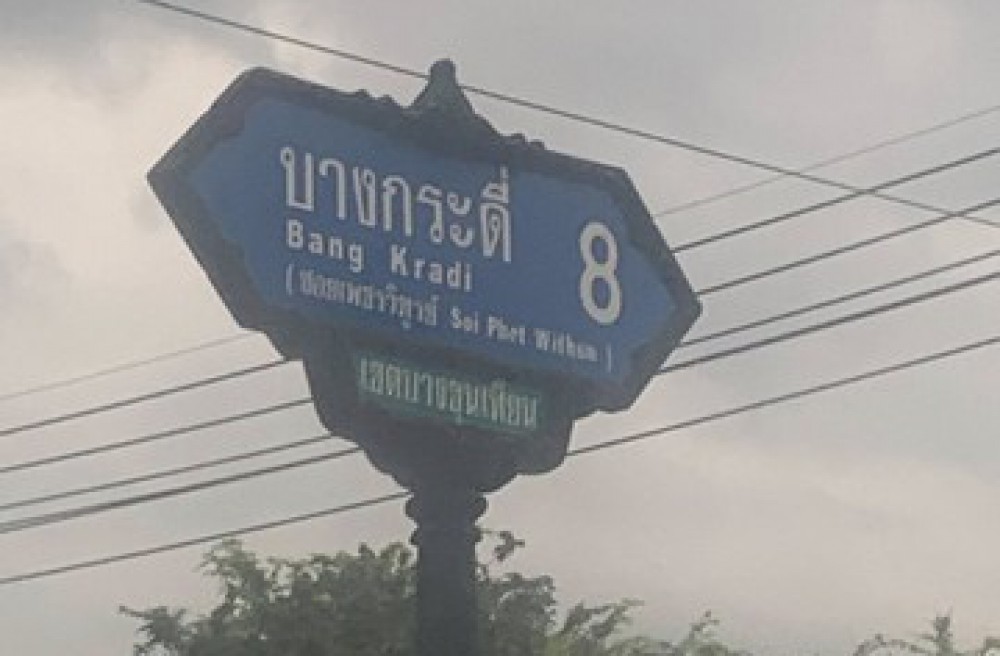 บางกระดี่ 8
Bang Kradi
(ซอยเพชรวิฑูรย์ Soi Phet Withun)
เขตบางขุนเทียน